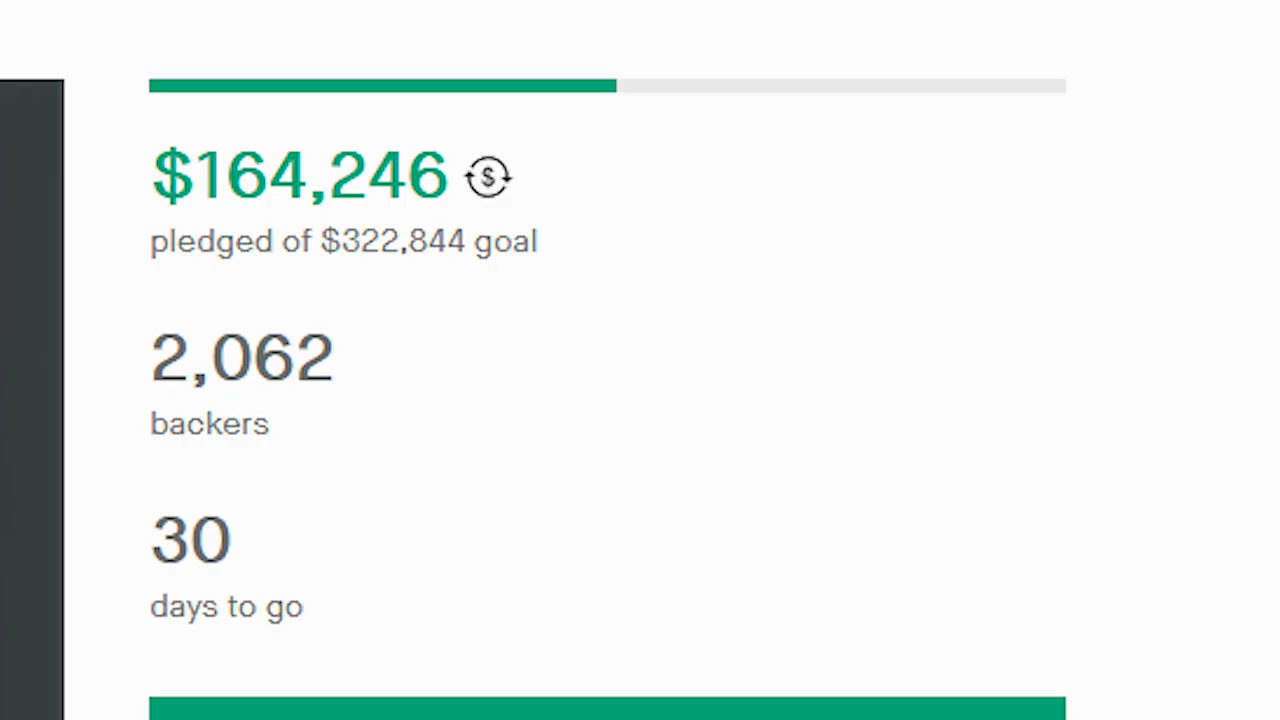 $164,246 $
pledged of $322,844 goal
2,062
backers
30
days to go